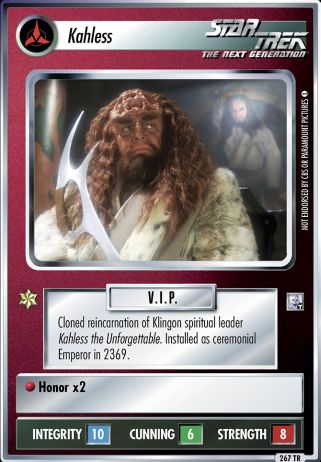 Kahless
STAR TREK
THE NEXT GENERATION
NOT ENDORSED BY CBS OR PARAMOUNT PICTURES
V.I.P.
Cloned reincarnation of Klingon spiritual leader
Kahless the Unforgettable. Installed as ceremonial
Emperor in 2369.
Honor x2
INTEGRITY 10 CUNNING 6 STRENGTH 8
267 TR